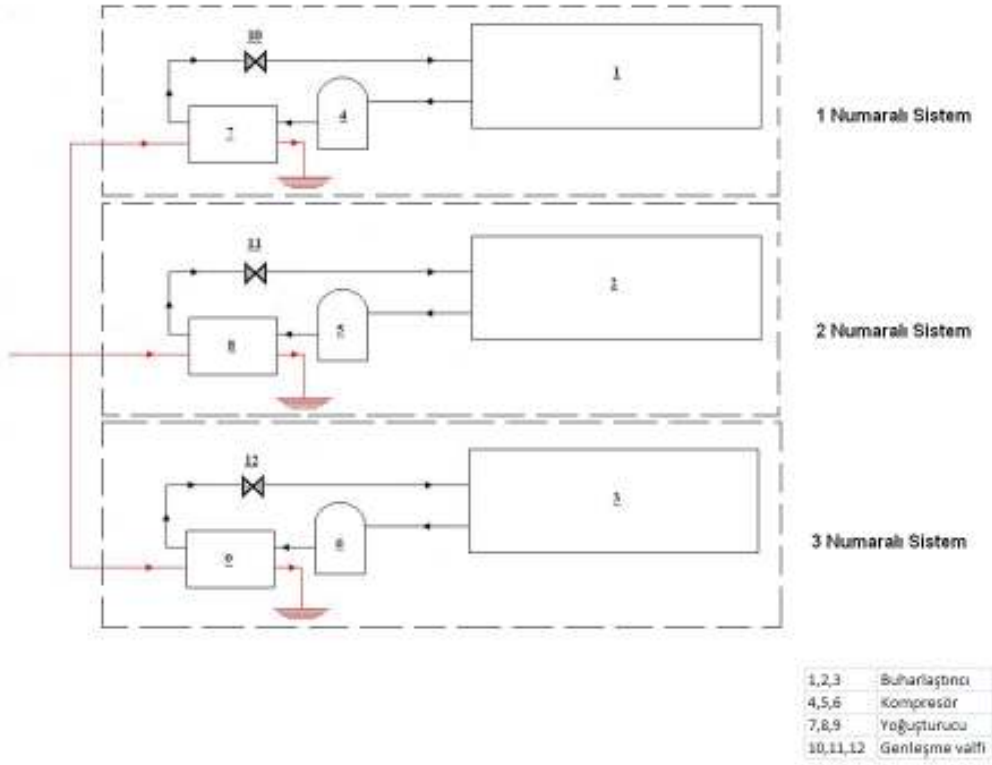 10
1
4
7
1 Numaralı Sistem
11
2
5
8
2 Numaralı Sistem
12
3
6
9
3 Numaralı Sistem
1,2,3 Buharlaştırıcı
4,5,6 Kompresör
7,8,9 Yoğuşturucu
10,11,12 Genleşme valfi